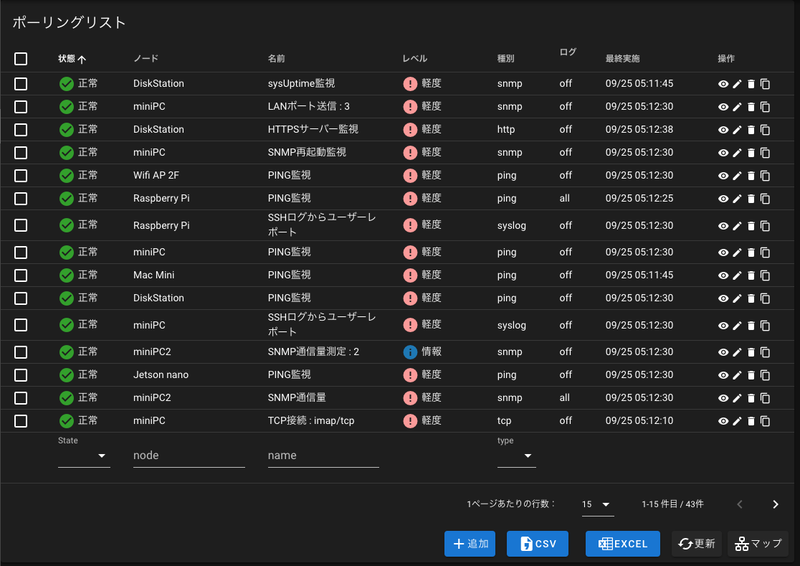 ポーリングリスト
状態 ノード 名前 レベル 種別 ログ 最終実施 操作
正常 DiskStation sysUptime監視 軽度 snmp off 09/25 05:11:45
正常 miniPC LANポート送信 : 3 軽度 snmp off 09/25 05:12:30
正常 DiskStation HTTPSサーバー監視 軽度 http off 09/25 05:12:38
正常 miniPC SNMP再起動監視 軽度 snmp off 09/25 05:12:30
正常 Wifi AP 2F PING監視 軽度 ping off 09/25 05:12:30
正常 Raspberry Pi PING監視 軽度 ping all 09/25 05:12:25
正常 Raspberry Pi SSHログからユーザーレ
ポート 軽度 syslog off 09/25 05:12:30
正常 miniPC PING監視 軽度 ping off 09/25 05:12:30
正常 Mac Mini PING監視 軽度 ping off 09/25 05:11:45
正常 DiskStation PING監視 軽度 ping off 09/25 05:12:30
正常 miniPC SSHログからユーザーレ
ポート 軽度 syslog off 09/25 05:12:30
正常 miniPC2 SNMP通信量測定 : 2 情報 snmp off 09/25 05:12:30
正常 Jetson nano PING監視 軽度 ping off 09/25 05:12:30
正常 miniPC2 SNMP通信量 軽度 snmp all 09/25 05:12:30
正常 miniPC TCP接続 : imap/tcp 軽度 tcp off 09/25 05:12:10
State node name type
1ページあたりの行数： 15 1-15 件目 / 43件
追加 CSV EXCEL 更新 マップ